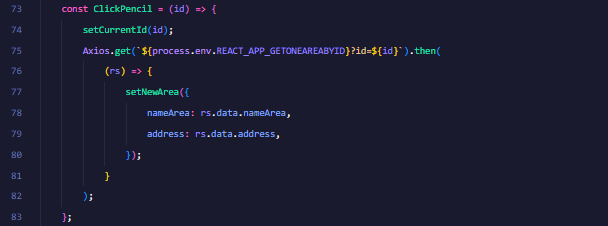 73 const ClickPencil = (id) => {
74 setCurrentId(id);
75 Axios.get(`${process.env.REACT_APP_GETONEAREABYID}?id=${id}`).then(
76 (rs) => {
77 setNewArea({
78 nameArea: rs.data.nameArea,
79 address: rs.data.address,
80 });
81 }
82 );
83 };